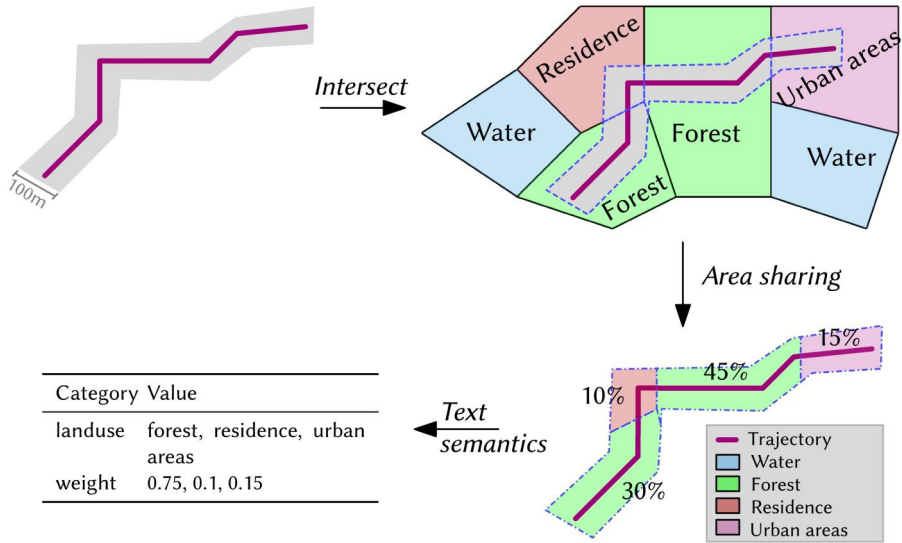 100m
Intersect
Residence
Urban areas
Water
Forest
Water
Forest
Area sharing
15%
45%
10%
30%
Text
semantics
Category Value
landuse forest, residence, urban
areas
weight 0.75, 0.1, 0.15
Trajectory
Water
Forest
Residence
Urban areas